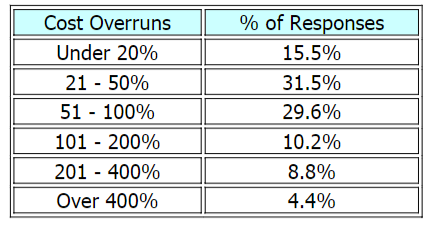 Cost Overruns % of Responses
Under 20% 15.5%
21 - 50% 31.5%
51 - 100% 29.6%
101 - 200% 10.2%
201 - 400% 8.8%
Over 400% 4.4%